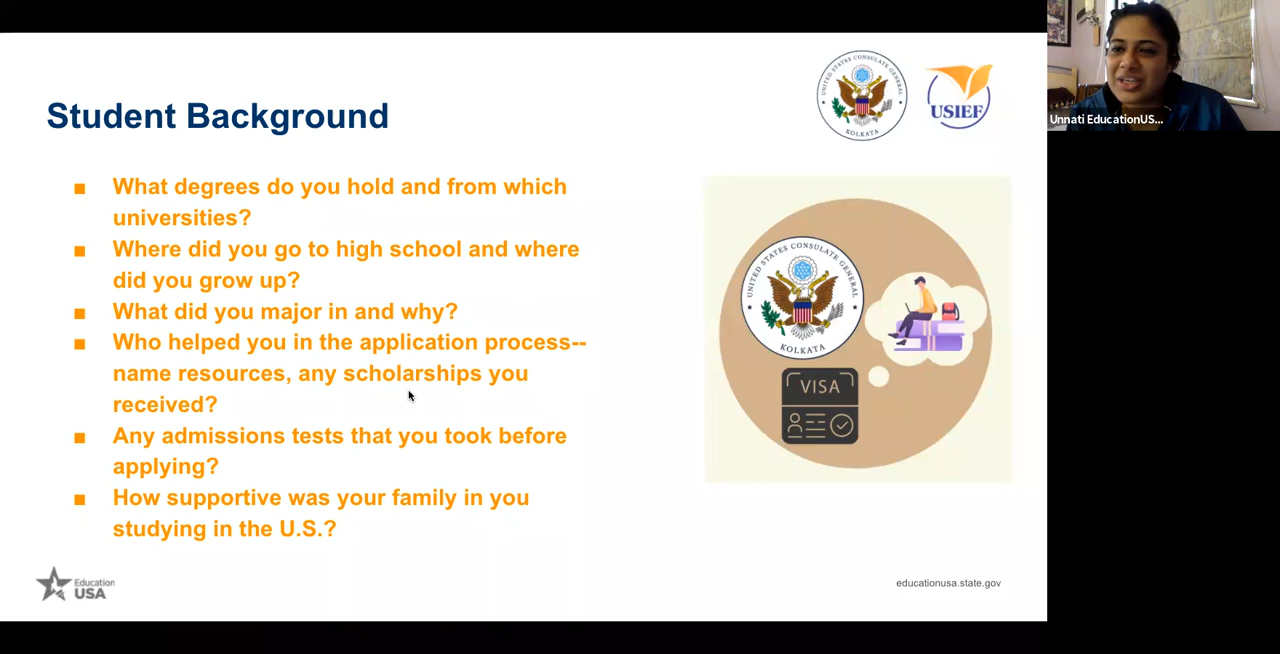 UNITED STATES CONSULATE GENERAL
KOLKATA
USIEF
Unnati EducationUS...
Student Background
What degrees do you hold and from which
universities?
Where did you go to high school and where
did you grow up?
What did you major in and why?
Who helped you in the application process--
name resources, any scholarships you
received?
Any admissions tests that you took before
applying?
How supportive was your family in you
studying in the U.S.?
UNITED STATES CONSULATE GENERAL
KOLKATA
VISA
Education
USA
educationusa.state.gov